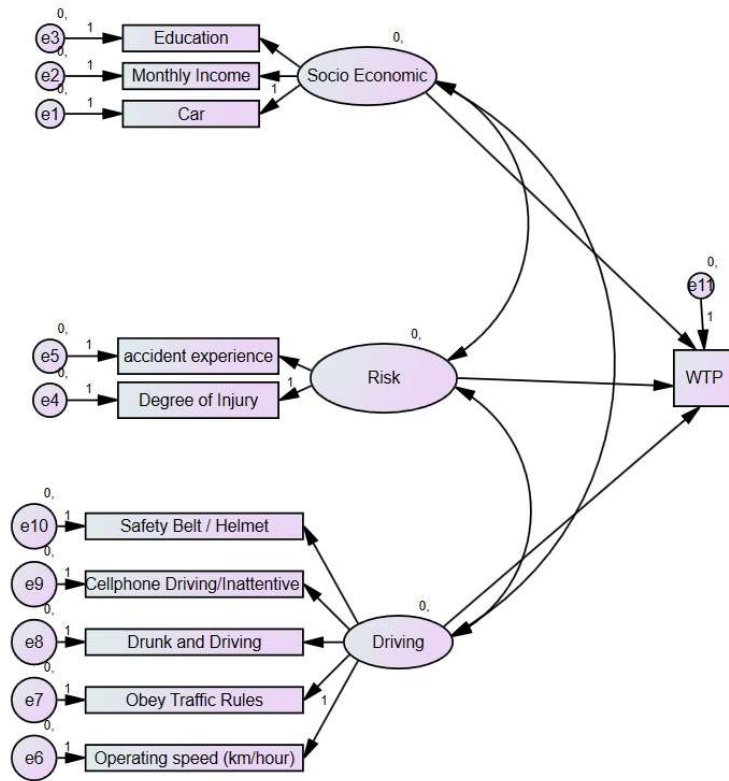 0,
e3
1
Education
0,
e2
1
Monthly Income
0,
e1
1
Car
0,
Socio Economic
1
0,
e11
1
WTP
0,
e5
1
accident experience
0,
e4
1
Degree of Injury
0,
Risk
1
0,
e10
1
Safety Belt / Helmet
0,
e9
1
Cellphone Driving/Inattentive
0,
e8
1
Drunk and Driving
0,
e7
1
Obey Traffic Rules
0,
e6
1
Operating speed (km/hour)
0,
Driving
1